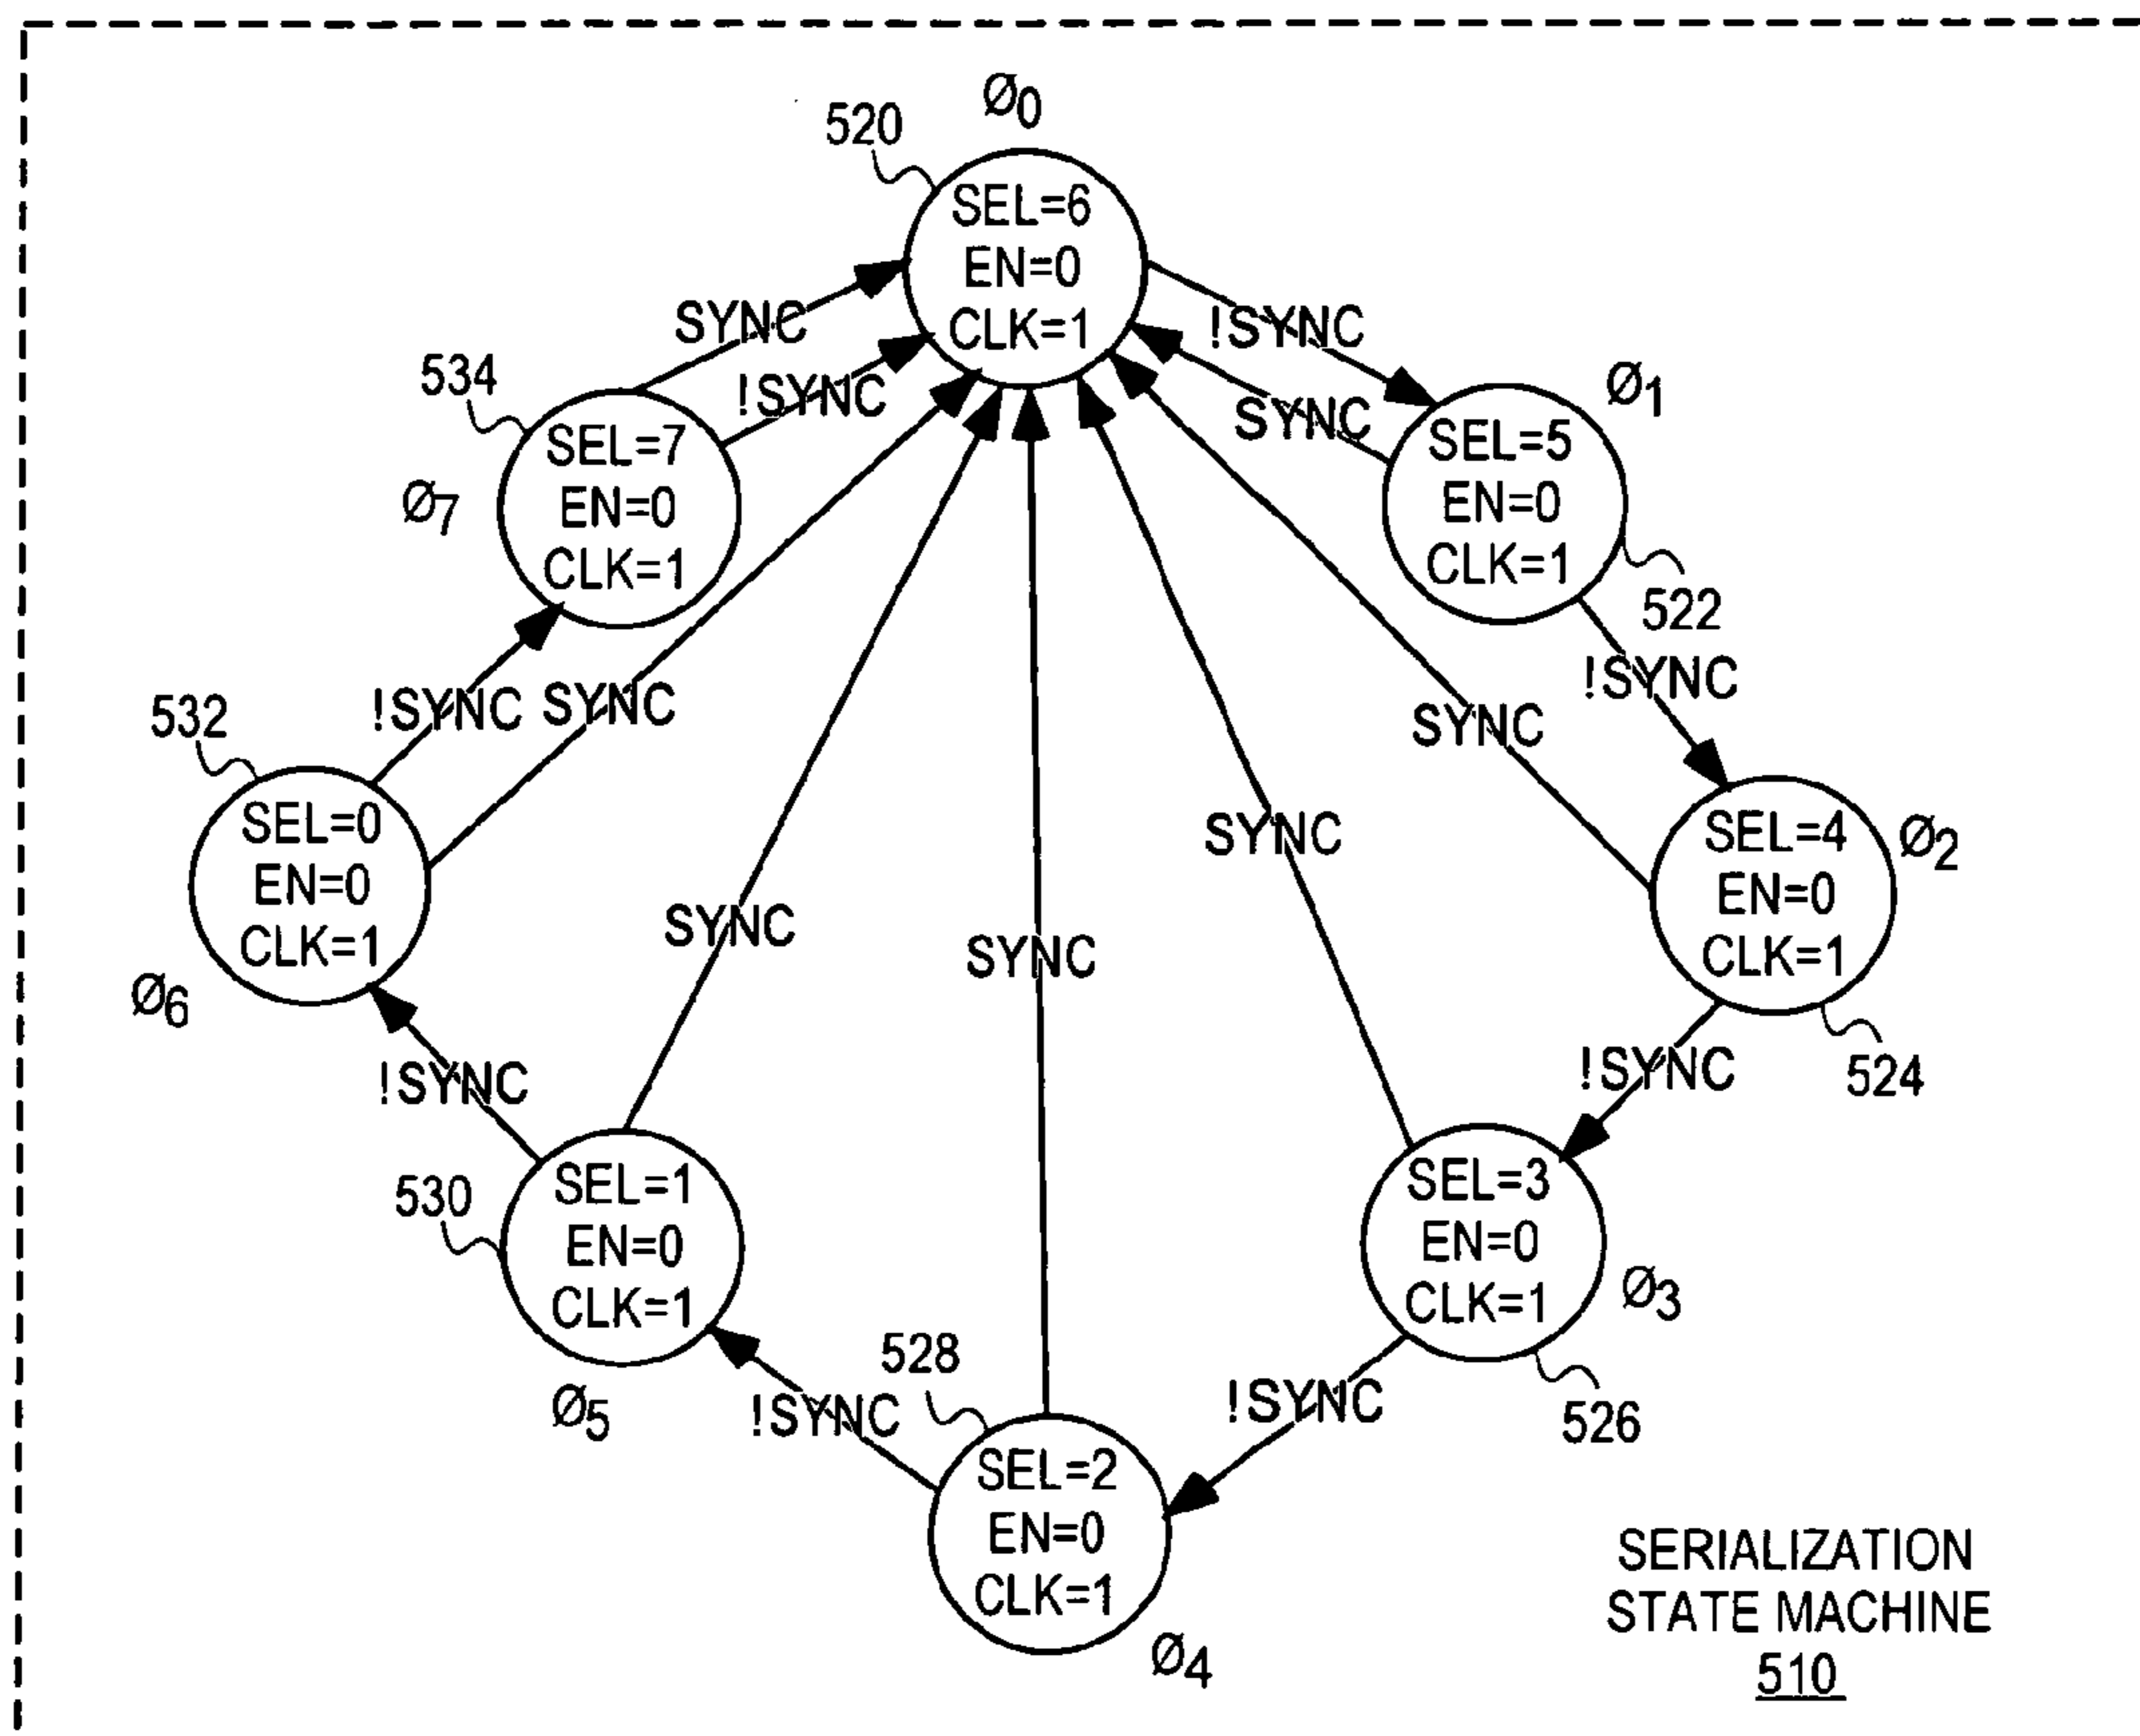 Ø0
520
SEL=6
EN=0
CLK=1
SYNC
!SYNC
!SYNC
SYNC
534
SEL=7
EN=0
CLK=1
Ø7
Ø1
SEL=5
EN=0
CLK=1
522
!SYNC
532
!SYNC
SYNC
SYNC
SEL=0
EN=0
CLK=1
Ø6
SYNC
SYNC
SYNC
SEL=4
EN=0
CLK=1
Ø2
524
!SYNC
!SYNC
530
SEL=1
EN=0
CLK=1
Ø5
SEL=3
EN=0
CLK=1
Ø3
526
!SYNC
528
!SYNC
SEL=2
EN=0
CLK=1
Ø4
SERIALIZATION
STATE MACHINE
510